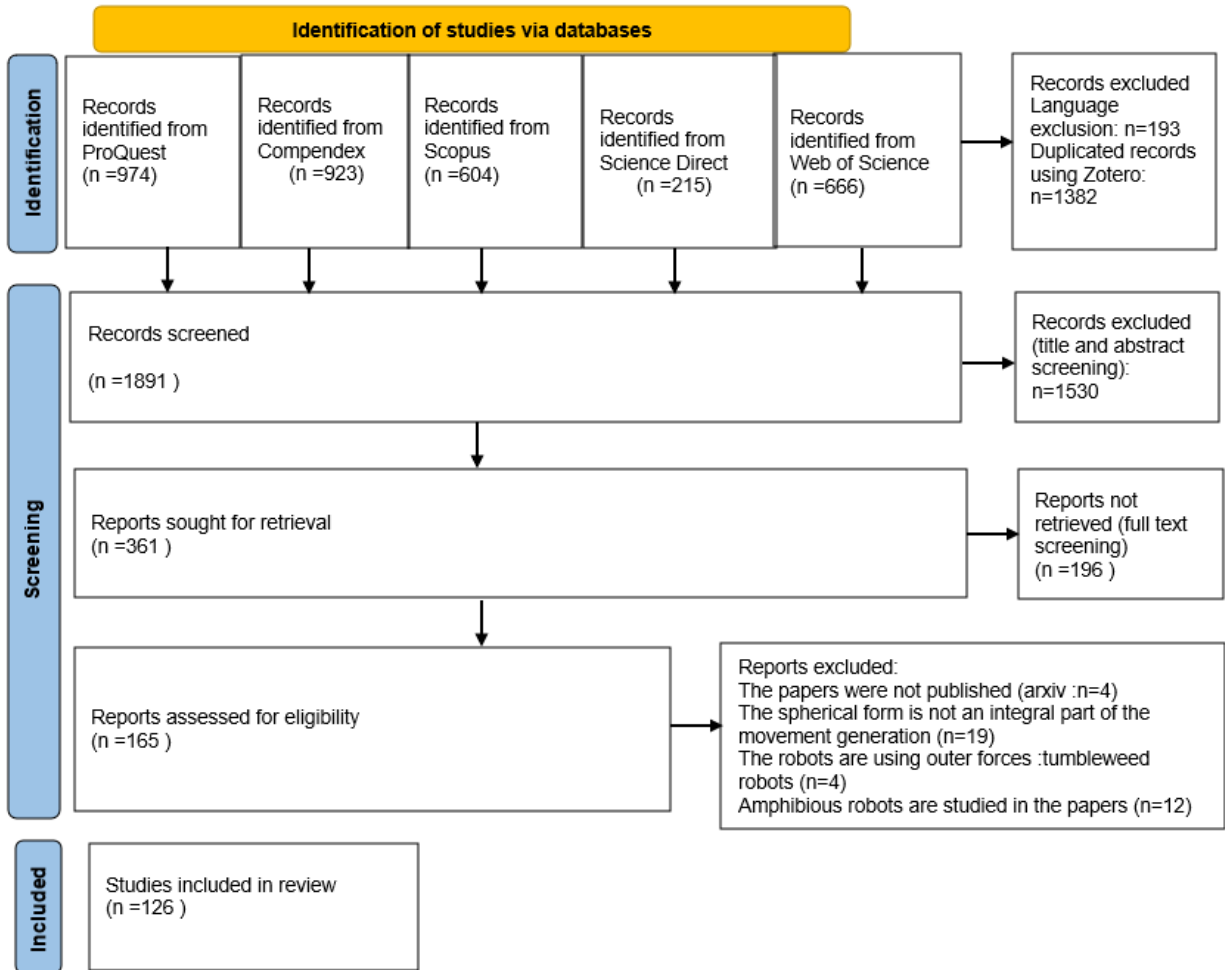 Identification of studies via databases
Identification
Records
identified from
ProQuest
(n =974)
Records
identified from
Compendex
(n =923)
Records
identified from
Scopus
(n =604)
Records
identified from
Science Direct
(n =215)
Records
identified from
Web of Science
(n =666)
Records excluded
Language
exclusion: n=193
Duplicated records
using Zotero:
n=1382
Screening
Records screened
(n =1891 )
Records excluded
(title and abstract
screening):
n=1530
Reports sought for retrieval
(n =361 )
Reports not
retrieved (full text
screening)
(n =196 )
Reports assessed for eligibility
(n =165 )
Reports excluded:
The papers were not published (arxiv :n=4)
The spherical form is not an integral part of the
movement generation (n=19)
The robots are using outer forces :tumbleweed
robots (n=4)
Amphibious robots are studied in the papers (n=12)
Included
Studies included in review
(n =126 )